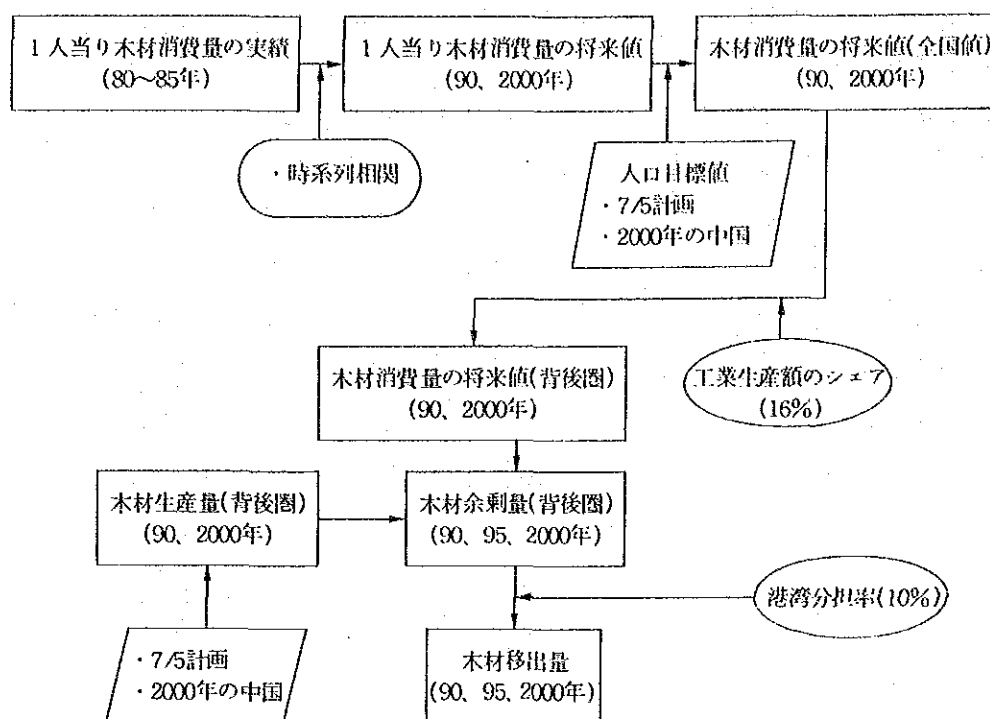 1人当り木材消費量の実績
(80〜85年)
1人当り木材消費量の将来値
(90、2000年)
木材消費量の将来値(全国値)
(90、2000年)
・時系列相関
人口目標値
・7/5計画
・2000年の中国
木材消費量の将来値(背後圏)
(90、2000年)
工業生産額のシェア
(16%)
木材生産量(背後圏)
(90、2000年)
木材余剰量(背後圏)
(90、95、2000年)
港湾分担率(10%)
・7/5計画
・2000年の中国
木材移出量
(90、95、2000年)